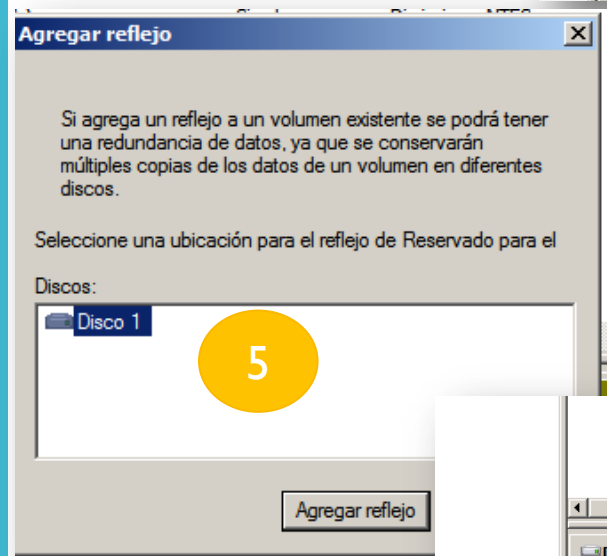 Agregar reflejo
Si agrega un reflejo a un volumen existente se podrá tener
una redundancia de datos, ya que se conservarán
múltiples copias de los datos de un volumen en diferentes
discos.
Seleccione una ubicación para el reflejo de Reservado para el
Discos:
Disco 1
5
Agregar reflejo